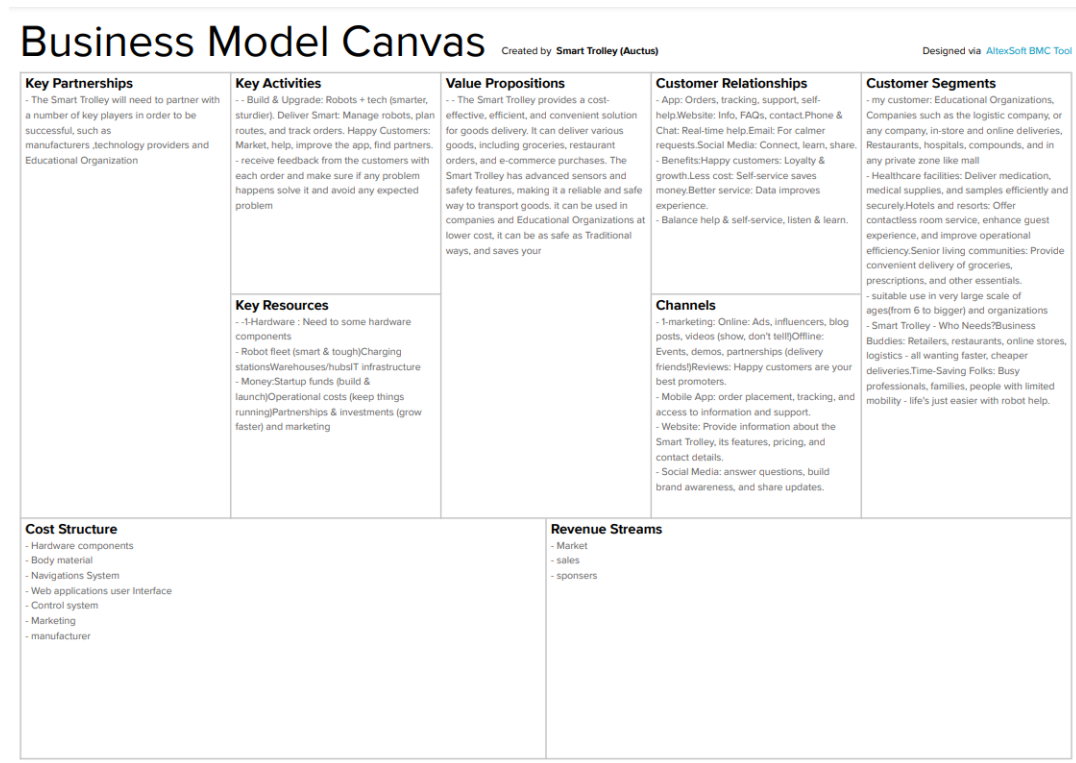 Business Model Canvas Created by Smart Trolley (Auctus)
Designed via AltexSoft BMC Tool
Key Partnerships
- The Smart Trolley will need to partner with
a number of key players in order to be
successful, such as
manufacturers ,technology providers and
Educational Organization
Key Activities
- - Build & Upgrade: Robots + tech (smarter,
sturdier). Deliver Smart: Manage robots, plan
routes, and track orders. Happy Customers:
Market, help, improve the app, find partners.
- receive feedback from the customers with
each order and make sure if any problem
happens solve it and avoid any expected
problem
Key Resources
- -1-Hardware : Need to some hardware
components
- Robot fleet (smart & tough)Charging
stationsWarehouses/hubsIT infrastructure
- Money:Startup funds (build &
launch)Operational costs (keep things
running)Partnerships & investments (grow
faster) and marketing
Value Propositions
- - The Smart Trolley provides a cost-
effective, efficient, and convenient solution
for goods delivery. It can deliver various
goods, including groceries, restaurant
orders, and e-commerce purchases. The
Smart Trolley has advanced sensors and
safety features, making it a reliable and safe
way to transport goods. it can be used in
companies and Educational Organizations at
lower cost, it can be as safe as Traditional
ways, and saves your
Customer Relationships
- App: Orders, tracking, support, self-
help.Website: Info, FAQs, contact.Phone &
Chat: Real-time help.Email: For calmer
requests.Social Media: Connect, learn, share.
- Benefits:Happy customers: Loyalty &
growth.Less cost: Self-service saves
money.Better service: Data improves
experience.
- Balance help & self-service, listen & learn.
Channels
- 1-marketing: Online: Ads, influencers, blog
posts, videos (show, don't tell!)Offline:
Events, demos, partnerships (delivery
friends!)Reviews: Happy customers are your
best promoters.
- Mobile App: order placement, tracking, and
access to information and support.
- Website: Provide information about the
Smart Trolley, its features, pricing, and
contact details.
- Social Media: answer questions, build
brand awareness, and share updates.
Customer Segments
- my customer: Educational Organizations,
Companies such as the logistic company, or
any company, in-store and online deliveries,
Restaurants, hospitals, compounds, and in
any private zone like mall
- Healthcare facilities: Deliver medication,
medical supplies, and samples efficiently and
securely.Hotels and resorts: Offer
contactless room service, enhance guest
experience, and improve operational
efficiency.Senior living communities: Provide
convenient delivery of groceries,
prescriptions, and other essentials.
- suitable use in very large scale of
ages(from 6 to bigger) and organizations
- Smart Trolley - Who Needs?Business
Buddies: Retailers, restaurants, online stores,
logistics - all wanting faster, cheaper
deliveries.Time-Saving Folks: Busy
professionals, families, people with limited
mobility - life's just easier with robot help.
Cost Structure
- Hardware components
- Body material
- Navigations System
- Web applications user Interface
- Control system
- Marketing
- manufacturer
Revenue Streams
- Market
- sales
- sponsers